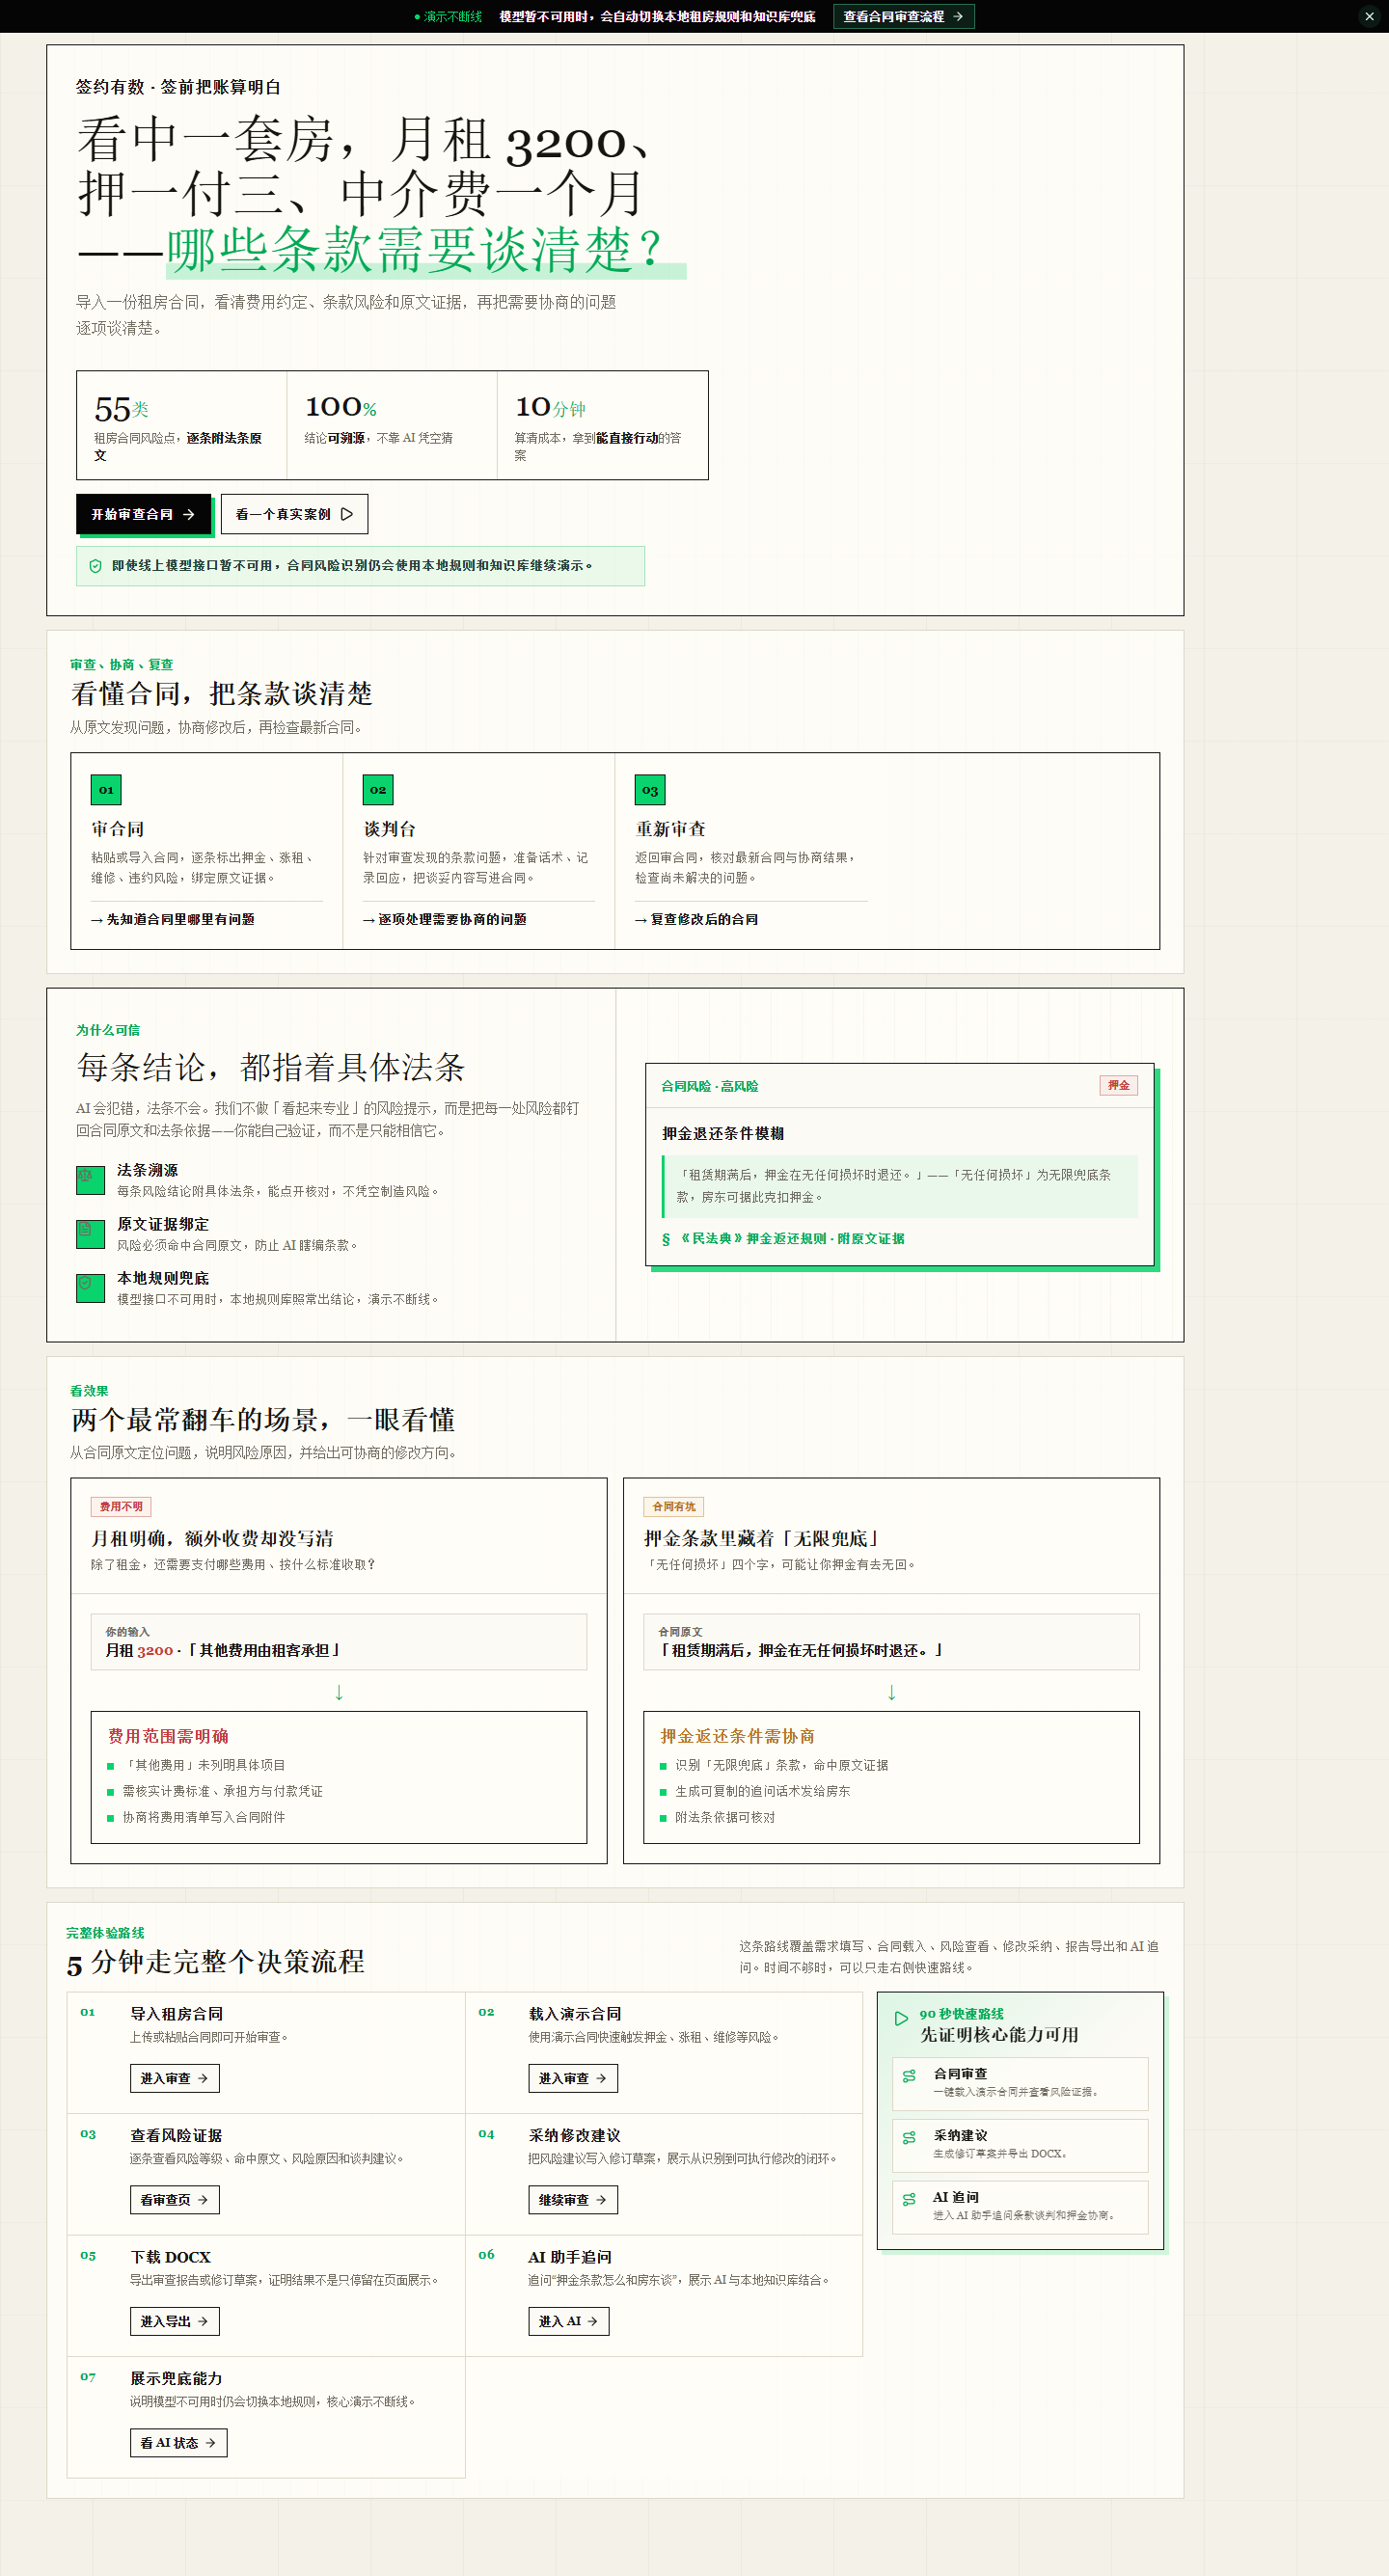 演示不断线 模型暂不可用时，会自动切换本地租房规则和知识库兜底 查看合同审查流程 →
签约有数 · 签前把账算明白
看中一套房，月租 3200、
押一付三、中介费一个月
——哪些条款需要谈清楚？
导入一份租房合同，看清费用约定、条款风险和原文证据，再把需要协商的问题
逐项谈清楚。
55类
租房合同风险点，逐条附法条原
文
100%
结论可溯源，不靠 AI 凭空猜
10分钟
算清成本，拿到能直接行动的答
案
开始审查合同 →
看一个真实案例
即使线上模型接口暂不可用，合同风险识别仍会使用本地规则和知识库继续演示。
审查、协商、复查
看懂合同，把条款谈清楚
从原文发现问题，协商修改后，再检查最新合同。
01
审合同
粘贴或导入合同，逐条标出押金、涨租、
维修、违约风险，绑定原文证据。
→ 先知道合同里哪里有问题
02
谈判台
针对审查发现的条款问题，准备话术、记
录回应，把谈妥内容写进合同。
→ 逐项处理需要协商的问题
03
重新审查
返回审合同，核对最新合同与协商结果，
检查尚未解决的问题。
→ 复查修改后的合同
为什么可信
每条结论，都指着具体法条
AI 会犯错，法条不会。我们不做「看起来专业」的风险提示，而是把每一处风险都钉
回合同原文和法条依据——你能自己验证，而不是只能相信它。
法条溯源
每条风险结论附具体法条，能点开核对，不凭空制造风险。
原文证据绑定
风险必须命中合同原文，防止 AI 瞎编条款。
本地规则兜底
模型接口不可用时，本地规则库照常出结论，演示不断线。
合同风险 · 高风险
押金
押金退还条件模糊
「租赁期满后，押金在无任何损坏时退还。」——「无任何损坏」为无限兜底条
款，房东可据此克扣押金。
§ 《民法典》押金返还规则 · 附原文证据
看效果
两个最常翻车的场景，一眼看懂
从合同原文定位问题，说明风险原因，并给出可协商的修改方向。
费用不明
月租明确，额外收费却没写清
除了租金，还需要支付哪些费用、按什么标准收取？
你的输入
月租 3200 · 「其他费用由租客承担」
↓
费用范围需明确
「其他费用」未列明具体项目
需核实计费标准、承担方与付款凭证
协商将费用清单写入合同附件
合同有坑
押金条款里藏着「无限兜底」
「无任何损坏」四个字，可能让你押金有去无回。
合同原文
「租赁期满后，押金在无任何损坏时退还。」
↓
押金返还条件需协商
识别「无限兜底」条款，命中原文证据
生成可复制的追问话术发给房东
附法条依据可核对
完整体验路线
5 分钟走完整个决策流程
这条路线覆盖需求填写、合同载入、风险查看、修改采纳、报告导出和 AI 追
问。时间不够时，可以只走右侧快速路线。
01
导入租房合同
上传或粘贴合同即可开始审查。
进入审查 →
02
载入演示合同
使用演示合同快速触发押金、涨租、维修等风险。
进入审查 →
03
查看风险证据
逐条查看风险等级、命中原文、风险原因和谈判建议。
看审查页 →
04
采纳修改建议
把风险建议写入修订草案，展示从识别到可执行修改的闭环。
继续审查 →
05
下载 DOCX
导出审查报告或修订草案，证明结果不是只停留在页面展示。
进入导出 →
06
AI 助手追问
追问“押金条款怎么和房东谈”，展示 AI 与本地知识库结合。
进入 AI →
07
展示兜底能力
说明模型不可用时仍会切换本地规则，核心演示不断线。
看 AI 状态 →
90 秒快速路线
先证明核心能力可用
合同审查
一键载入演示合同并查看风险证据。
采纳建议
生成修订草案并导出 DOCX。
AI 追问
进入 AI 助手追问条款谈判和押金协商。